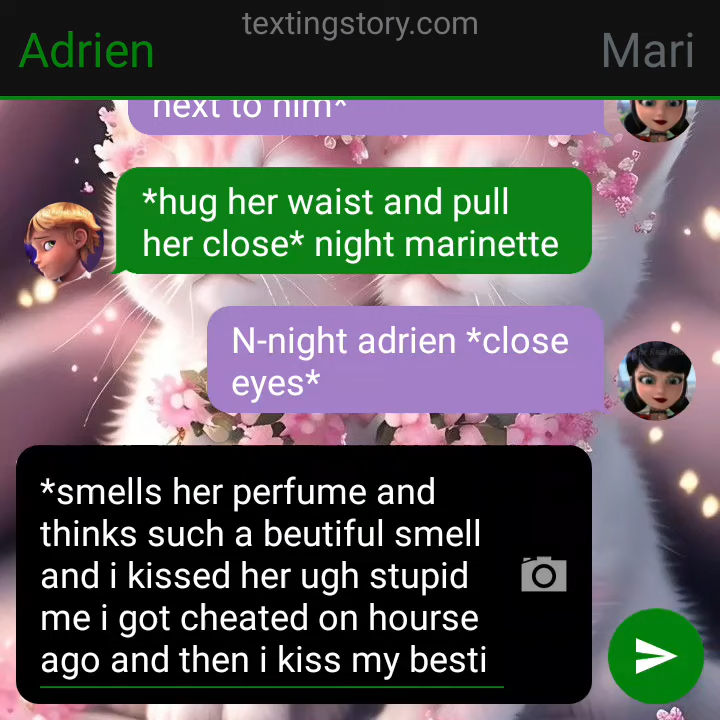 textingstory.com
Adrien
Mari
next to him*
*hug her waist and pull
her close* night marinette
N-night adrien *close
eyes*
*smells her perfume and
thinks such a beutiful smell
and i kissed her ugh stupid
me i got cheated on hourse
ago and then i kiss my besti